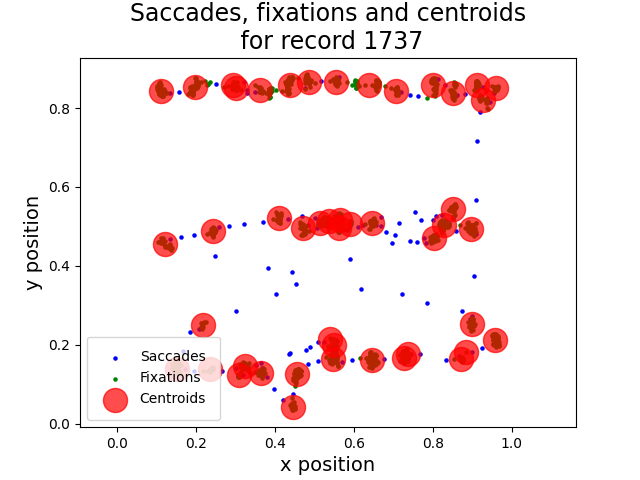 Saccades, fixations and centroids
for record 1737
y position
0.8
0.6
0.4
0.2
0.0
Saccades
Fixations
Centroids
0.0 0.2 0.4 0.6 0.8 1.0
x position